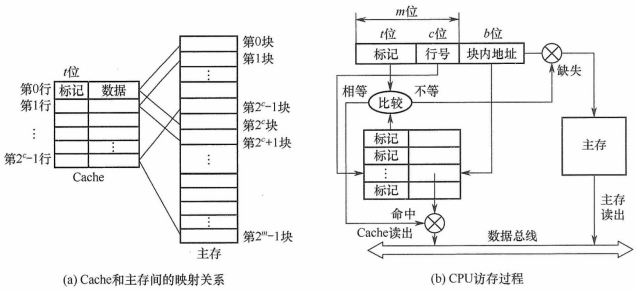 t位
标记 数据
第0行
第1行
⋮
第2ᶜ-1行
Cache
第0块
第1块
⋮
第2ᶜ-1块
第2ᶜ块
第2ᶜ+1块
⋮
⋮
第2ᵐ-1块
主存
(a) Cache和主存间的映射关系
m位
t位 c位 b位
标记 行号 块内地址
缺失
相等 比较 不等
标记
标记
⋮
标记
主存
命中
Cache读出
主存
读出
数据总线
(b) CPU访存过程